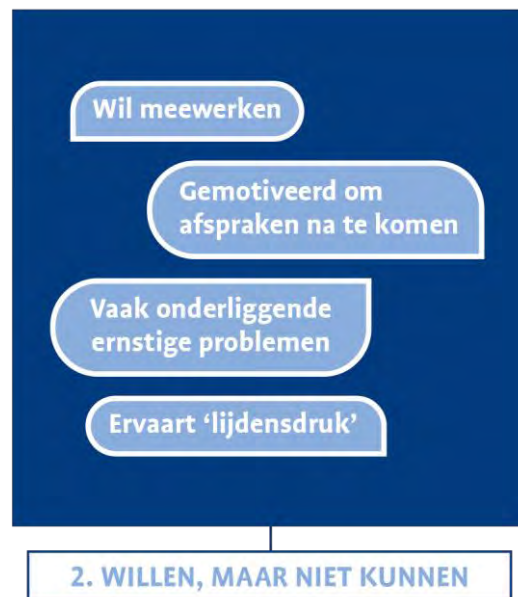 Wil meewerken
Gemotiveerd om
afspraken na te komen
Vaak onderliggende
ernstige problemen
Ervaart ‘lijdensdruk’
2. WILLEN, MAAR NIET KUNNEN